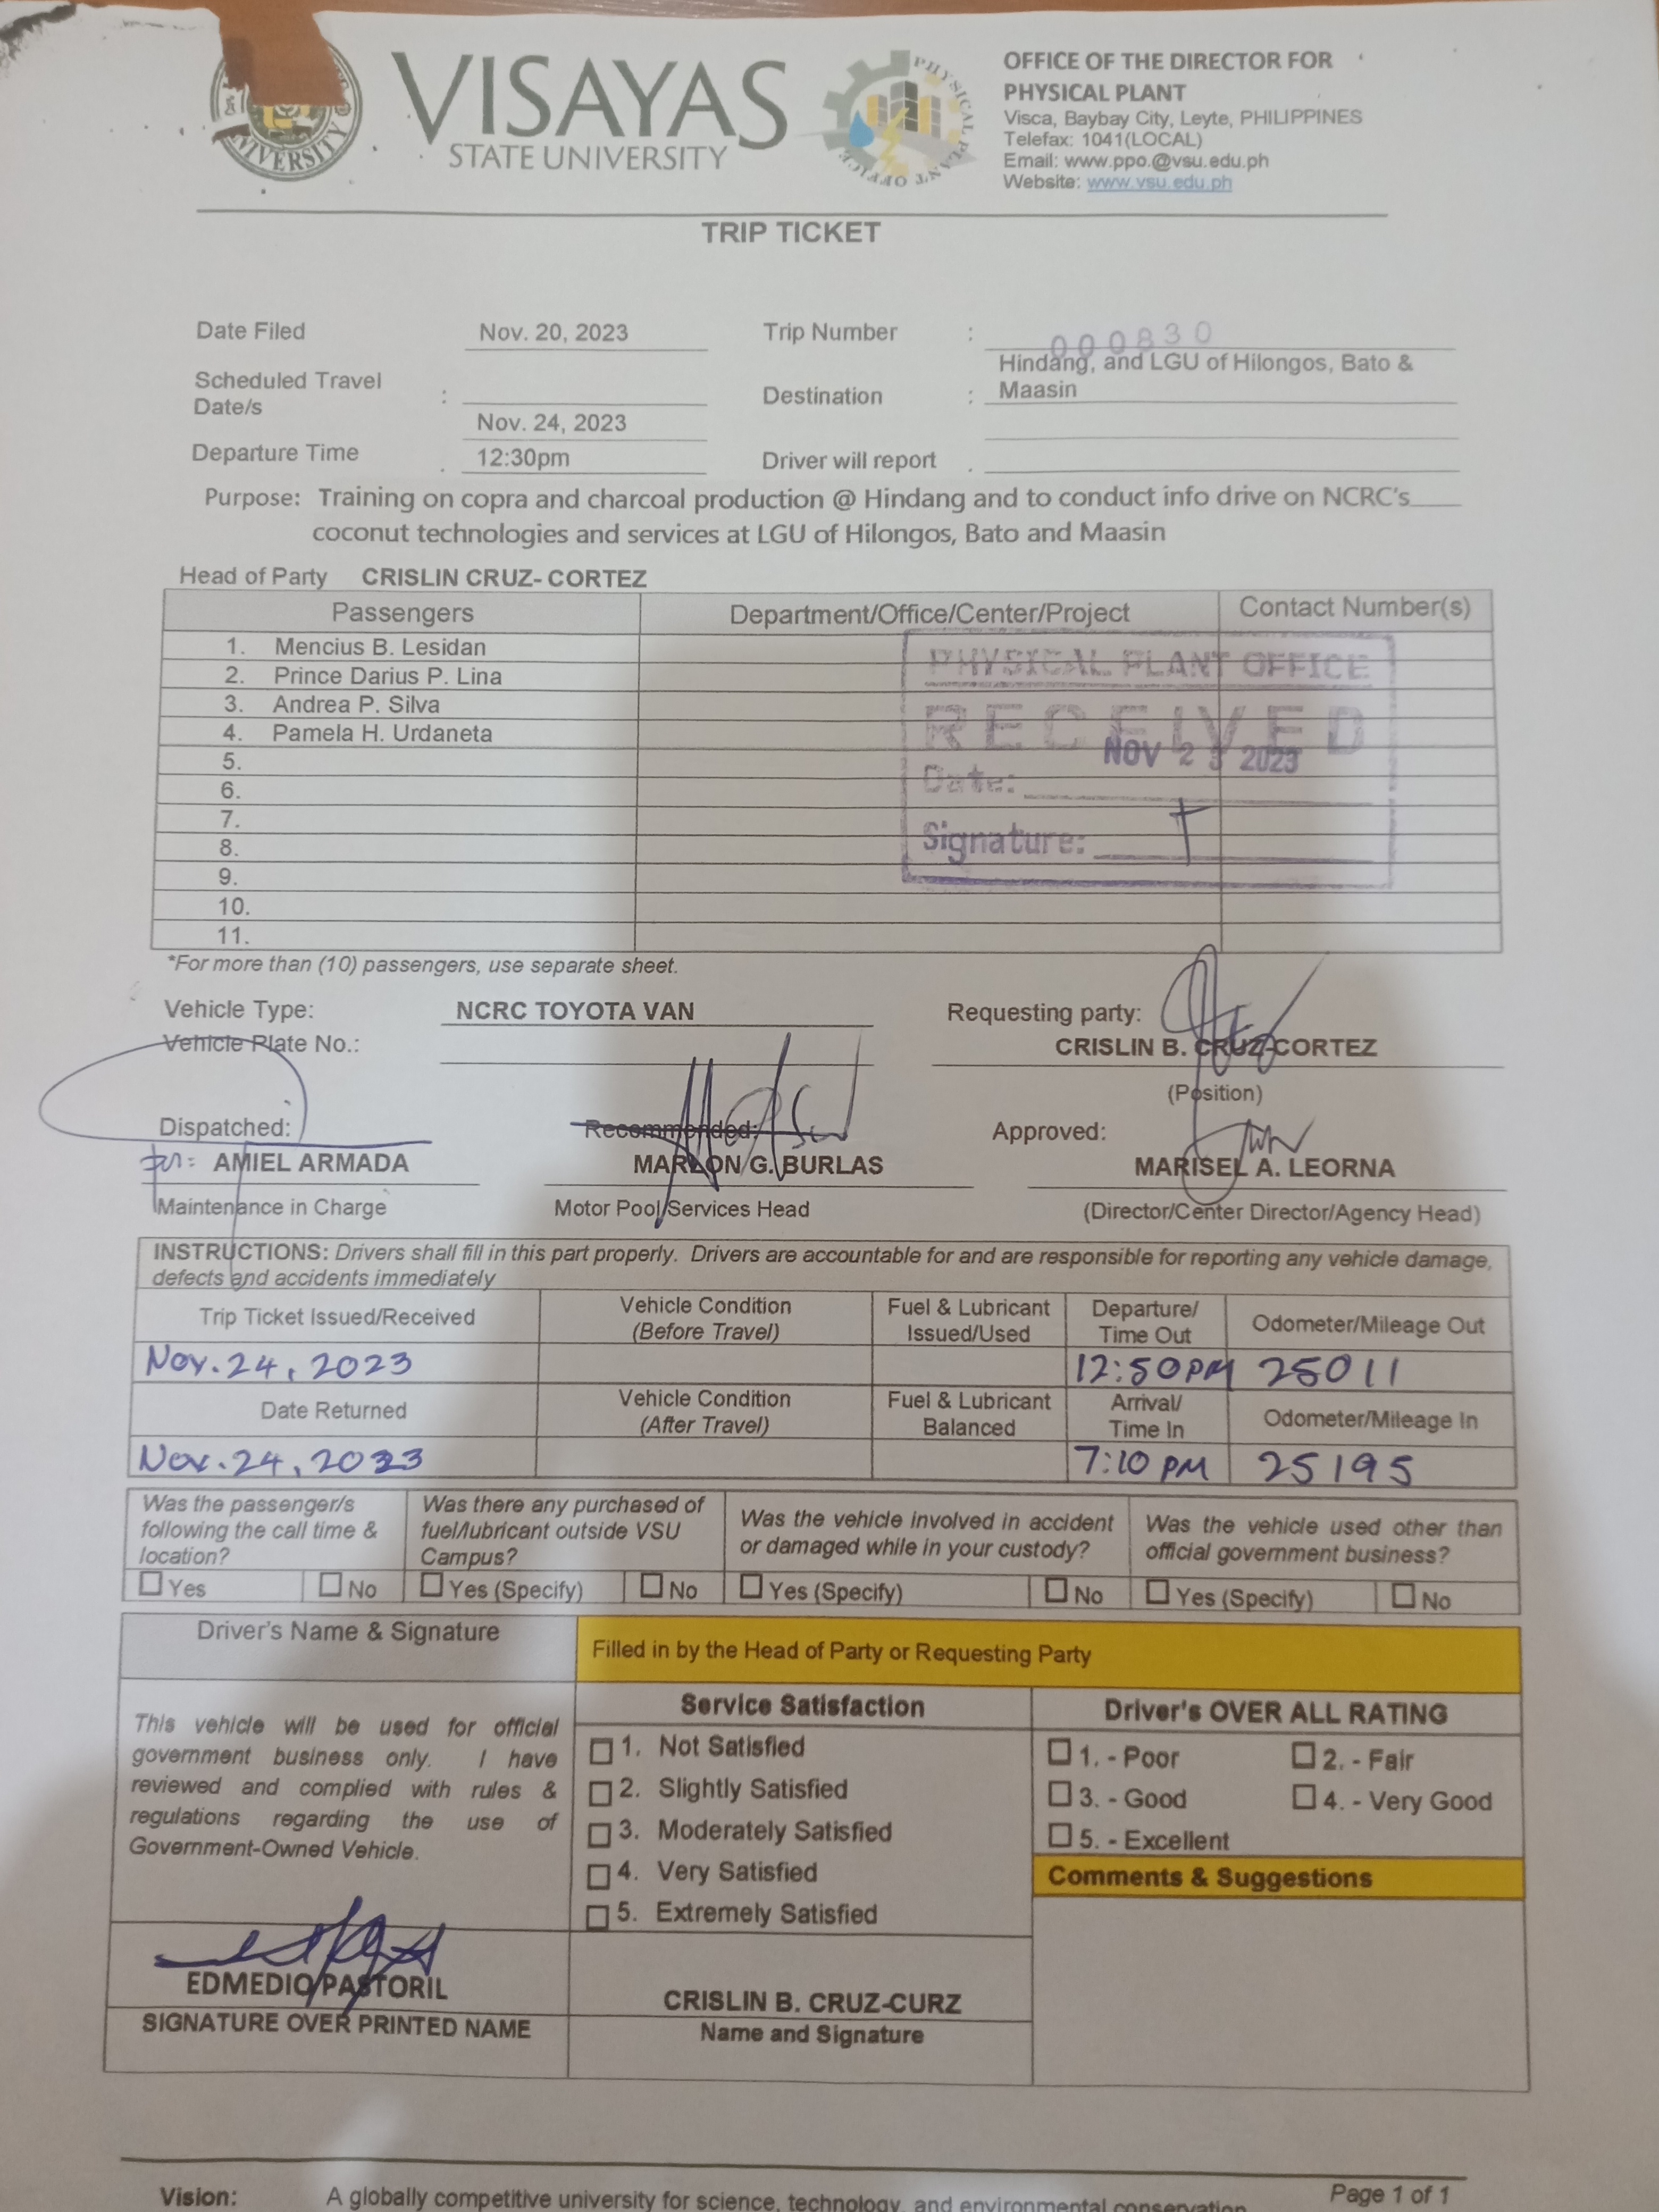 VISAYAS
STATE UNIVERSITY
UNIVERSITY
PHYSICAL PLANT OFFICE
OFFICE OF THE DIRECTOR FOR
PHYSICAL PLANT
Visca, Baybay City, Leyte, PHILIPPINES
Telefax: 1041(LOCAL)
Email: www.ppo.@vsu.edu.ph
Website: www.vsu.edu.ph
TRIP TICKET
Date Filed Nov. 20, 2023 Trip Number : 000830
Scheduled Travel Date/s : Nov. 24, 2023 Destination : Hindang, and LGU of Hilongos, Bato &
Maasin
Departure Time . 12:30pm Driver will report .
Purpose: Training on copra and charcoal production @ Hindang and to conduct info drive on NCRC's
coconut technologies and services at LGU of Hilongos, Bato and Maasin
Head of Party CRISLIN CRUZ- CORTEZ
Passengers Department/Office/Center/Project Contact Number(s)
1. Mencius B. Lesidan
2. Prince Darius P. Lina
3. Andrea P. Silva
4. Pamela H. Urdaneta
5.
6.
7.
8.
9.
10.
11.
PHYSICAL PLANT OFFICE
RECEIVED
NOV 23 2023
Date:
Signature:
*For more than (10) passengers, use separate sheet.
Vehicle Type: NCRC TOYOTA VAN Requesting party:
Vehicle Plate No.: CRISLIN B. CRUZ-CORTEZ
(Position)
Dispatched: Recommended: Approved:
for: AMIEL ARMADA MARLON G. BURLAS MARISEL A. LEORNA
Maintenance in Charge Motor Pool/Services Head (Director/Center Director/Agency Head)
INSTRUCTIONS: Drivers shall fill in this part properly. Drivers are accountable for and are responsible for reporting any vehicle damage,
defects and accidents immediately
Trip Ticket Issued/Received Vehicle Condition (Before Travel) Fuel & Lubricant Issued/Used Departure/ Time Out Odometer/Mileage Out
Nov. 24, 2023 12:50PM 25011
Date Returned Vehicle Condition (After Travel) Fuel & Lubricant Balanced Arrival/ Time In Odometer/Mileage In
Nov. 24, 2023 7:10 PM 25195
Was the passenger/s following the call time & location?
Was there any purchased of fuel/lubricant outside VSU Campus?
Was the vehicle involved in accident or damaged while in your custody?
Was the vehicle used other than official government business?
Yes No Yes (Specify) No Yes (Specify) No Yes (Specify) No
Driver's Name & Signature
Filled in by the Head of Party or Requesting Party
This vehicle will be used for official
government business only. I have
reviewed and complied with rules &
regulations regarding the use of
Government-Owned Vehicle.
EDMEDIO PASTORIL
SIGNATURE OVER PRINTED NAME
Service Satisfaction
1. Not Satisfied
2. Slightly Satisfied
3. Moderately Satisfied
4. Very Satisfied
5. Extremely Satisfied
CRISLIN B. CRUZ-CURZ
Name and Signature
Driver's OVER ALL RATING
1. - Poor 2. - Fair
3. - Good 4. - Very Good
5. - Excellent
Comments & Suggestions
Page 1 of 1
Vision: A globally competitive university for science, technology, and environmental conservation